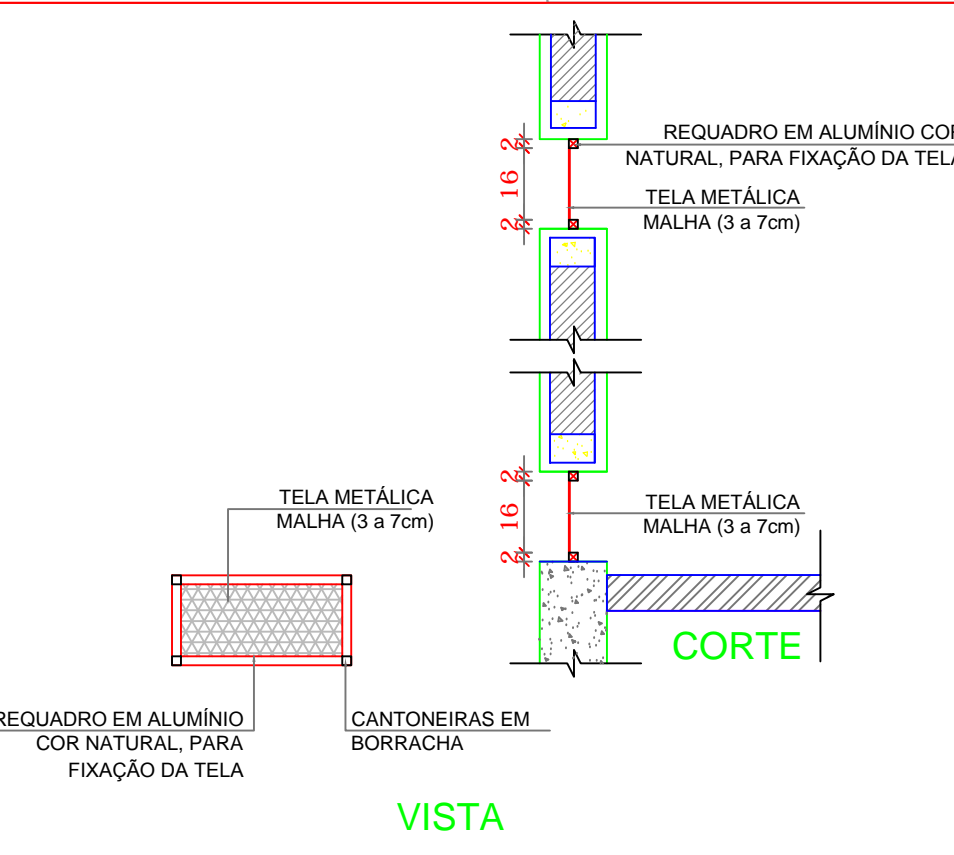 2
16
2
REQUADRO EM ALUMÍNIO COR
NATURAL, PARA FIXAÇÃO DA TELA
TELA METÁLICA
MALHA (3 a 7cm)
2
16
2
TELA METÁLICA
MALHA (3 a 7cm)
TELA METÁLICA
MALHA (3 a 7cm)
CORTE
REQUADRO EM ALUMÍNIO
COR NATURAL, PARA
FIXAÇÃO DA TELA
CANTONEIRAS EM
BORRACHA
VISTA